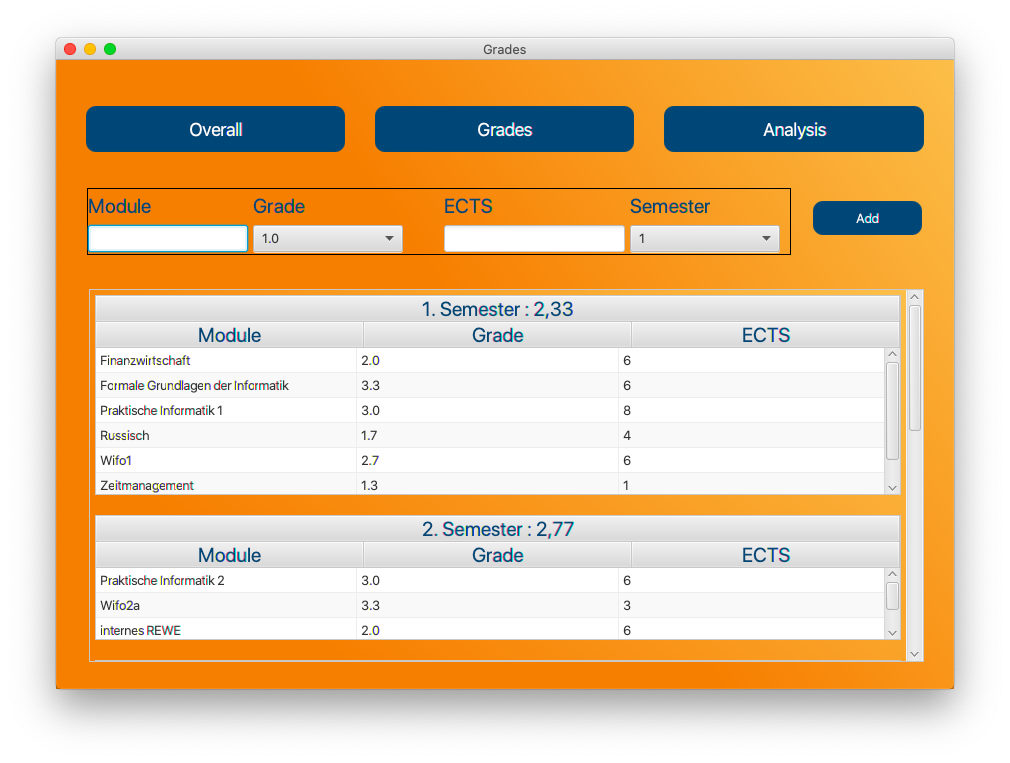 Grades
Overall Grades Analysis
Module Grade ECTS Semester
Add
1.0 1
1. Semester : 2,33
Module Grade ECTS
Finanzwirtschaft 2.0 6
Formale Grundlagen der Informatik 3.3 6
Praktische Informatik 1 3.0 8
Russisch 1.7 4
Wifo1 2.7 6
Zeitmanagement 1.3 1
2. Semester : 2,77
Module Grade ECTS
Praktische Informatik 2 3.0 6
Wifo2a 3.3 3
internes REWE 2.0 6